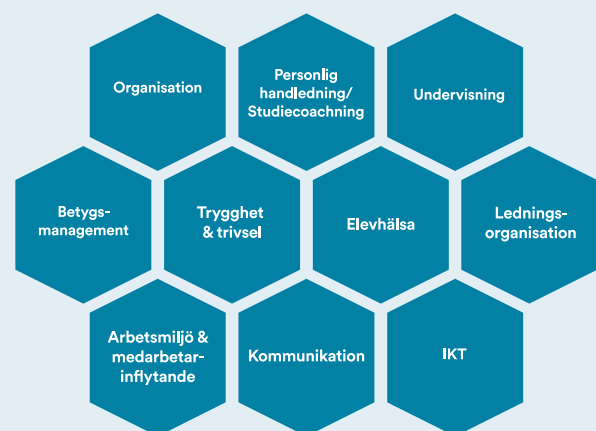 Organisation
Personlig
handledning/
Studiecoachning
Undervisning
Betygs-
management
Trygghet
& trivsel
Elevhälsa
Lednings-
organisation
Arbetsmiljö &
medarbetar-
inflytande
Kommunikation
IKT